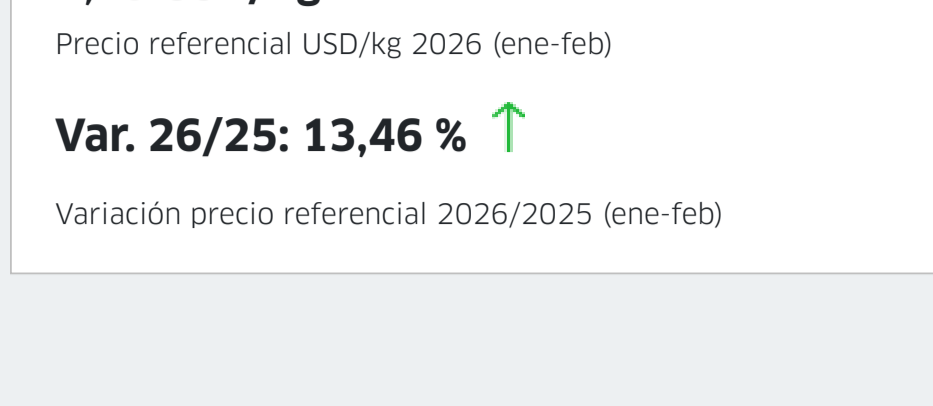 Precio referencial USD/kg 2026 (ene-feb)
Var. 26/25: 13,46 %
Variación precio referencial 2026/2025 (ene-feb)